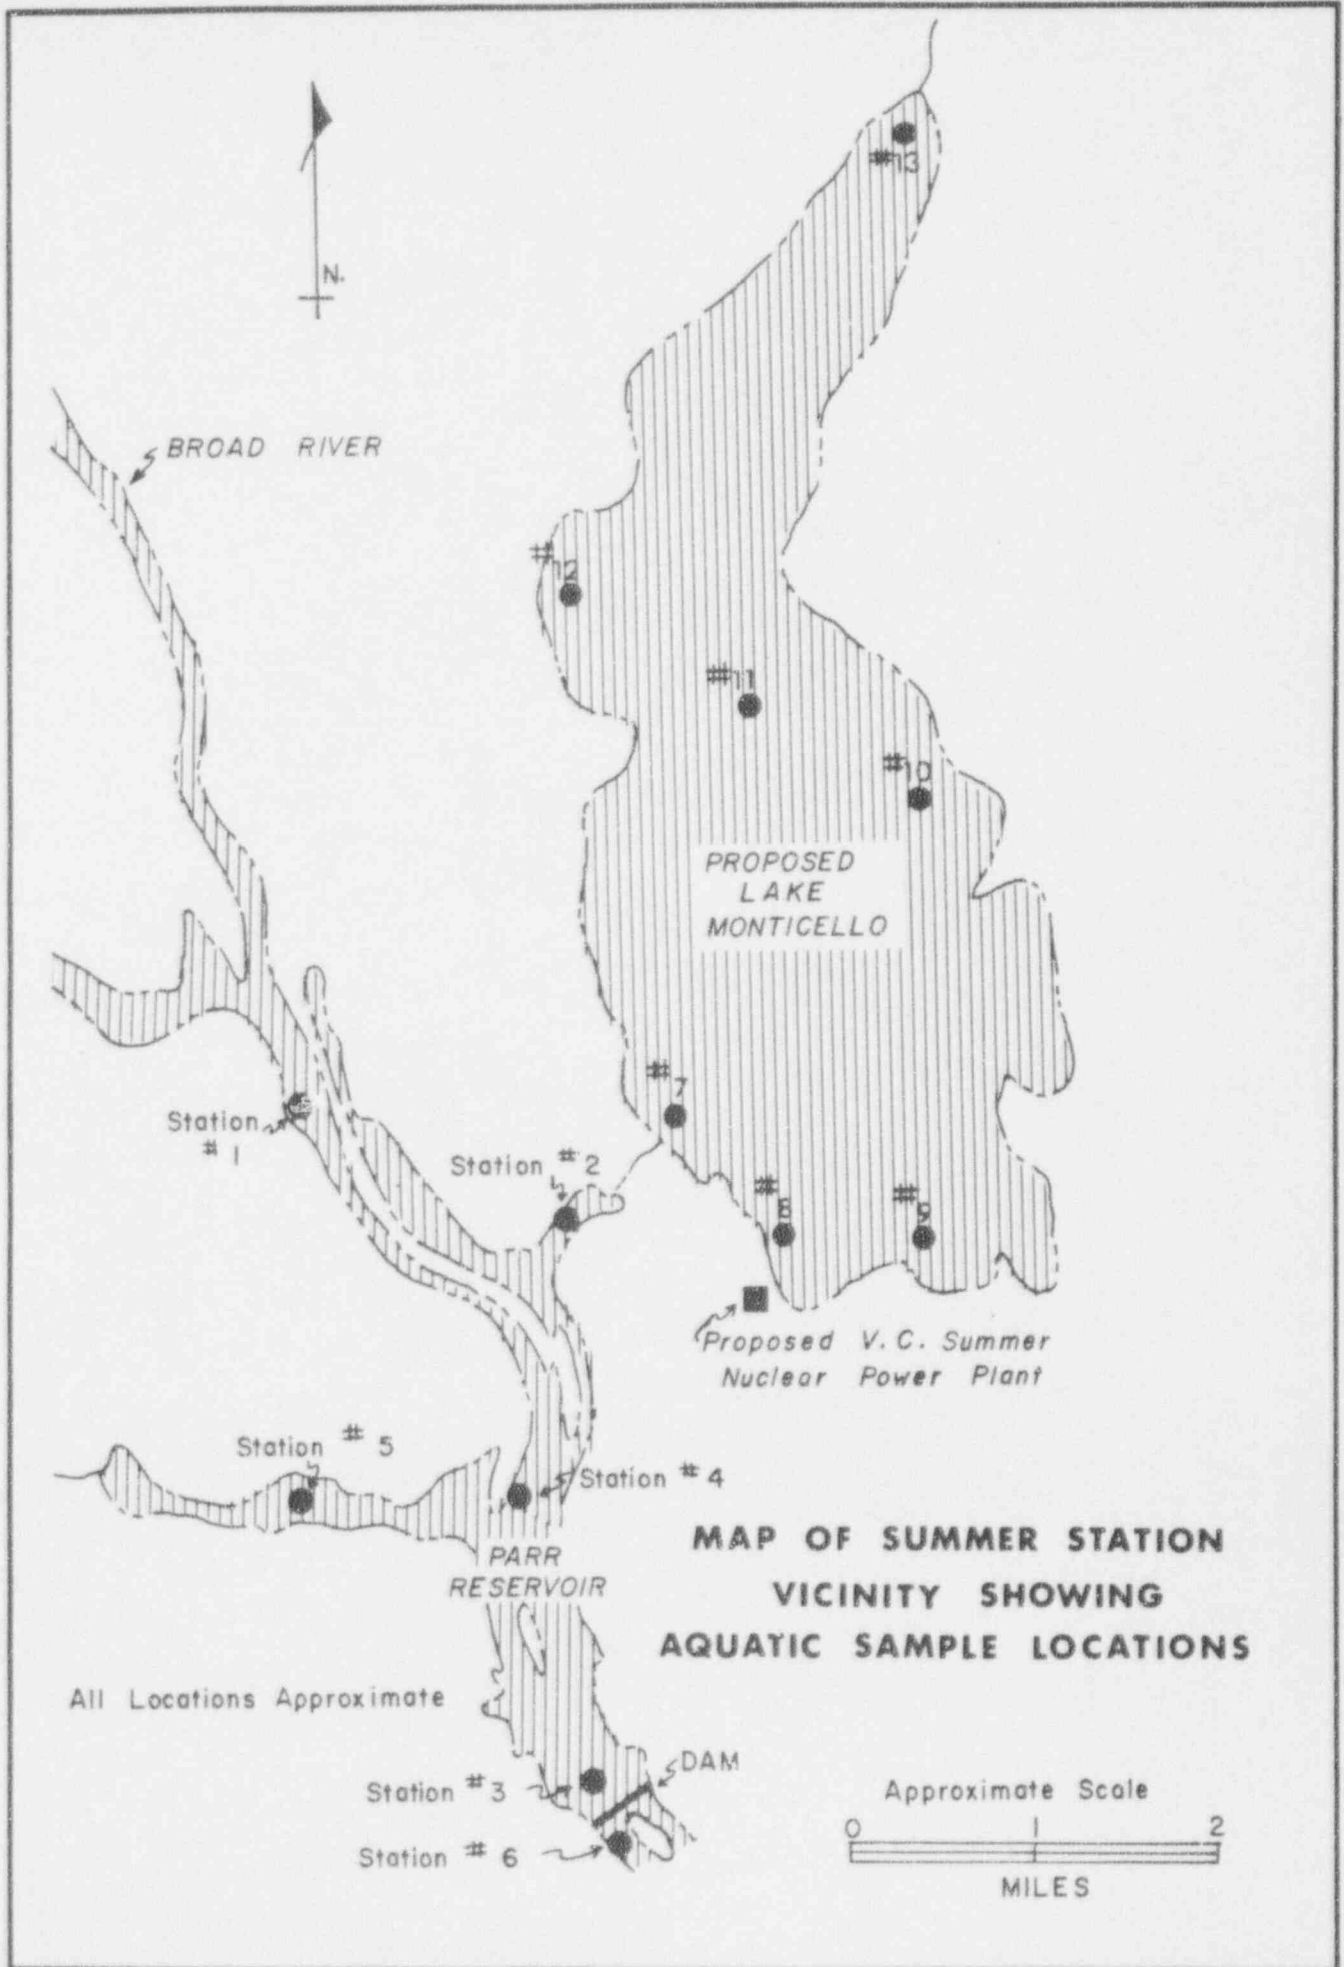 #13
N.
BROAD RIVER
#12
#11
#10
PROPOSED
LAKE
MONTICELLO
#7
Station
#1
Station #2
#8
#9
Proposed V. C. Summer
Nuclear Power Plant
Station #5
Station #4
MAP OF SUMMER STATION
VICINITY SHOWING
AQUATIC SAMPLE LOCATIONS
PARR
RESERVOIR
All Locations Approximate
DAM
Station #3
Station #6
Approximate Scale
0 1 2
MILES